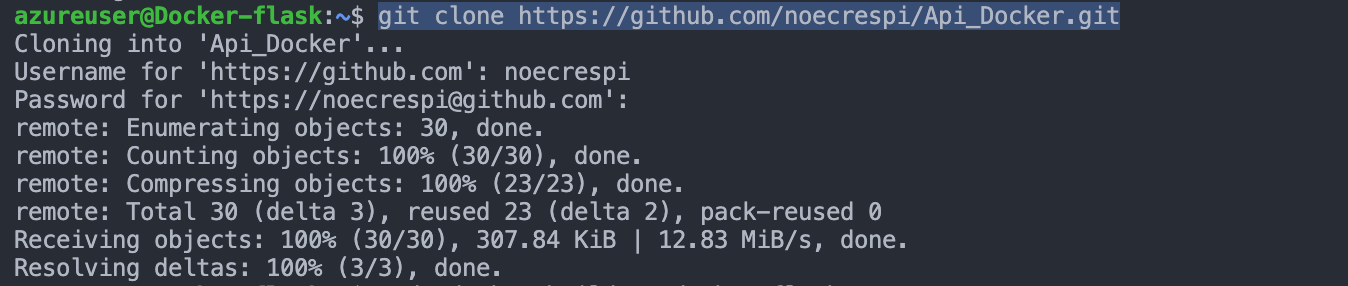 azureuser@Docker-flask:~$ git clone https://github.com/noecrespi/Api_Docker.git
Cloning into 'Api_Docker'...
Username for 'https://github.com': noecrespi
Password for 'https://noecrespi@github.com':
remote: Enumerating objects: 30, done.
remote: Counting objects: 100% (30/30), done.
remote: Compressing objects: 100% (23/23), done.
remote: Total 30 (delta 3), reused 23 (delta 2), pack-reused 0
Receiving objects: 100% (30/30), 307.84 KiB | 12.83 MiB/s, done.
Resolving deltas: 100% (3/3), done.